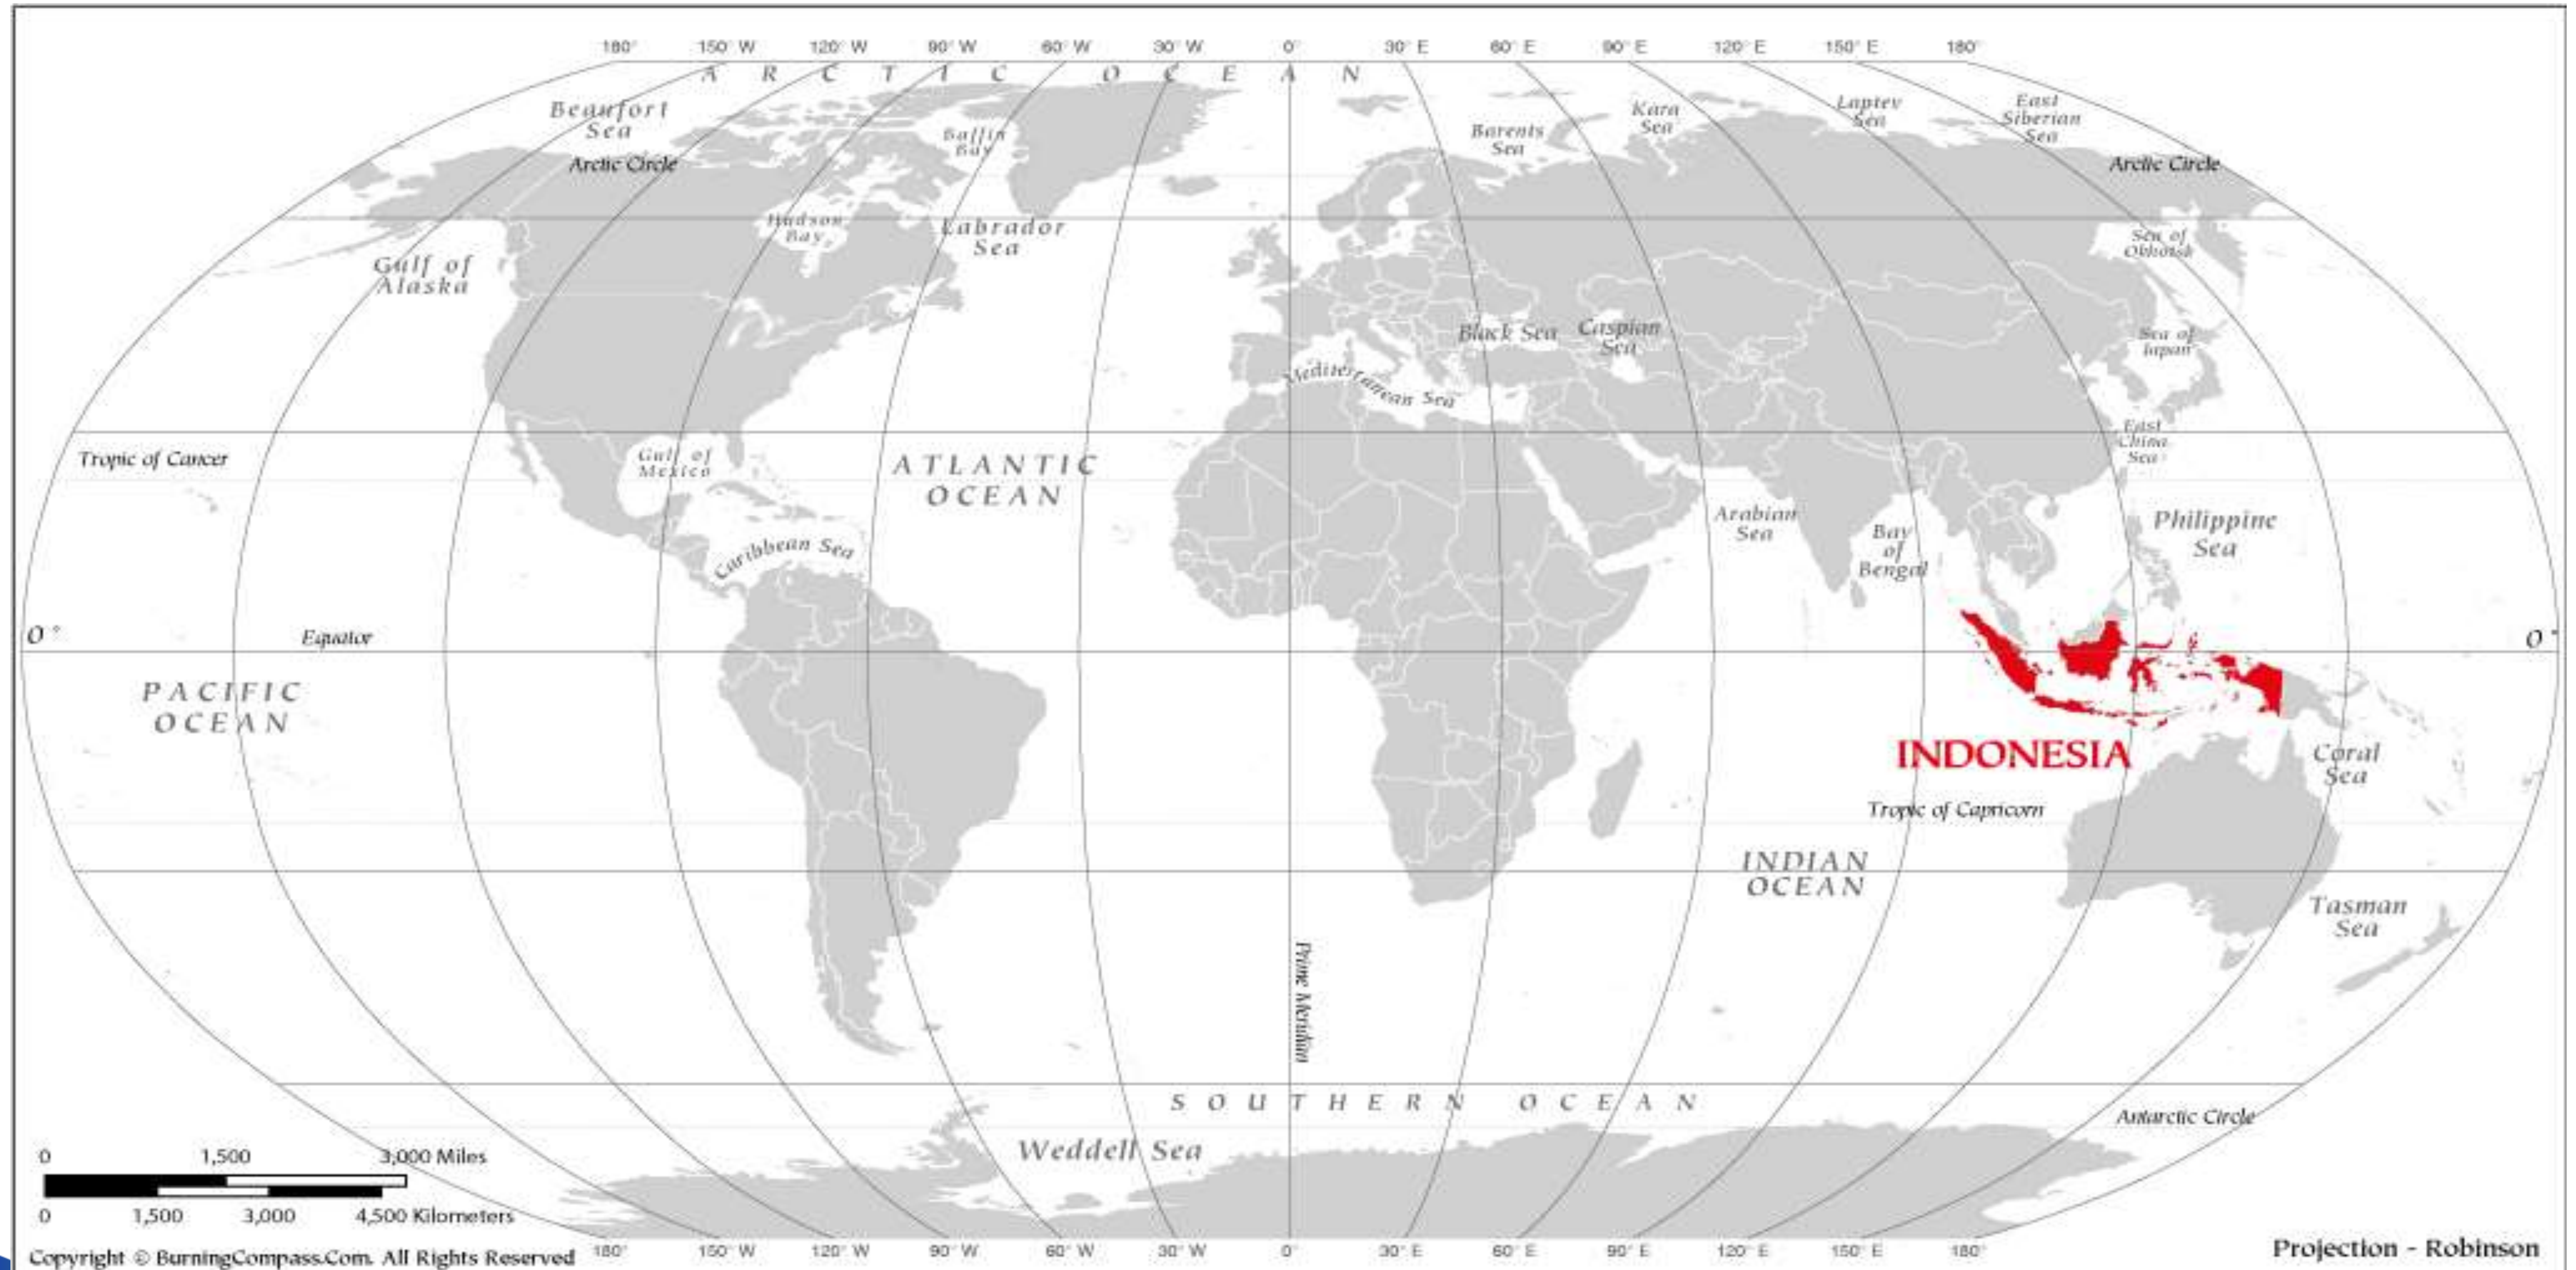 180° 150° W 120° W 90° W 60° W 30° W 0° 30° E 60° E 90° E 120° E 150° E 180°
ARCTIC OCEAN
Beaufort
Sea
Baffin
Bay
Barents
Sea
Kara
Sea
Laptev
Sea
East
Siberian
Sea
Arctic Circle
Arctic Circle
Hudson
Bay
Labrador
Sea
Gulf of
Alaska
Sea of
Okhotsk
Black Sea
Caspian
Sea
Sea of
Japan
Mediterranean Sea
East
China
Sea
Tropic of Cancer
Gulf of
Mexico
ATLANTIC
OCEAN
Arabian
Sea
Bay
of
Bengal
Philippine
Sea
Caribbean Sea
0°
Equator
0°
PACIFIC
OCEAN
INDONESIA
Coral
Sea
Tropic of Capricorn
INDIAN
OCEAN
Tasman
Sea
Prime Meridian
SOUTHERN OCEAN
Antarctic Circle
Weddell Sea
0 1,500 3,000 Miles
0 1,500 3,000 4,500 Kilometers
180° 150° W 120° W 90° W 60° W 30° W 0° 30° E 60° E 90° E 120° E 150° E 180°
Copyright © BurningCompass.Com. All Rights Reserved
Projection - Robinson